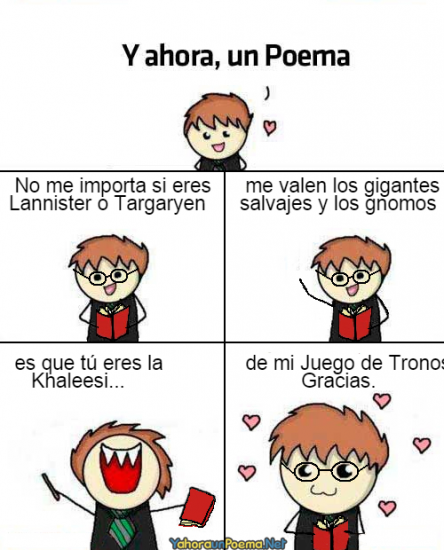 Y ahora, un Poema
No me importa si eres
Lannister o Targaryen
me valen los gigantes
salvajes y los gnomos
es que tú eres la
Khaleesi...
de mi Juego de Tronos
Gracias.
YahoraunPoema.Net